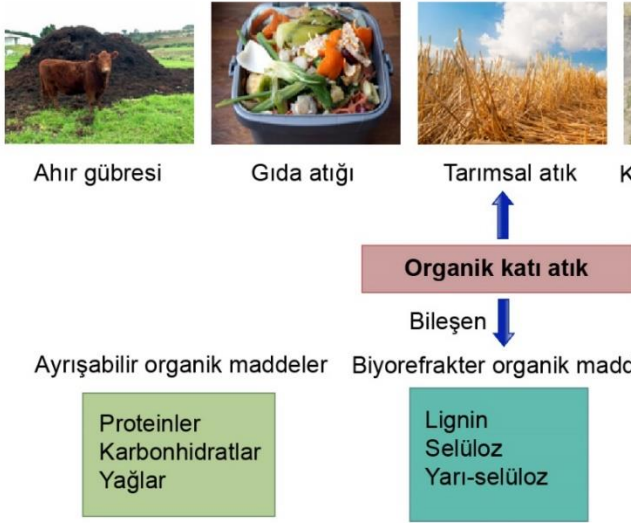 Ahır gübresi
Gıda atığı
Tarımsal atık
K
Organik katı atık
Bileşen
Ayrışabilir organik maddeler
Biyorefrakter organik madd
Proteinler
Karbonhidratlar
Yağlar
Lignin
Selüloz
Yarı-selüloz